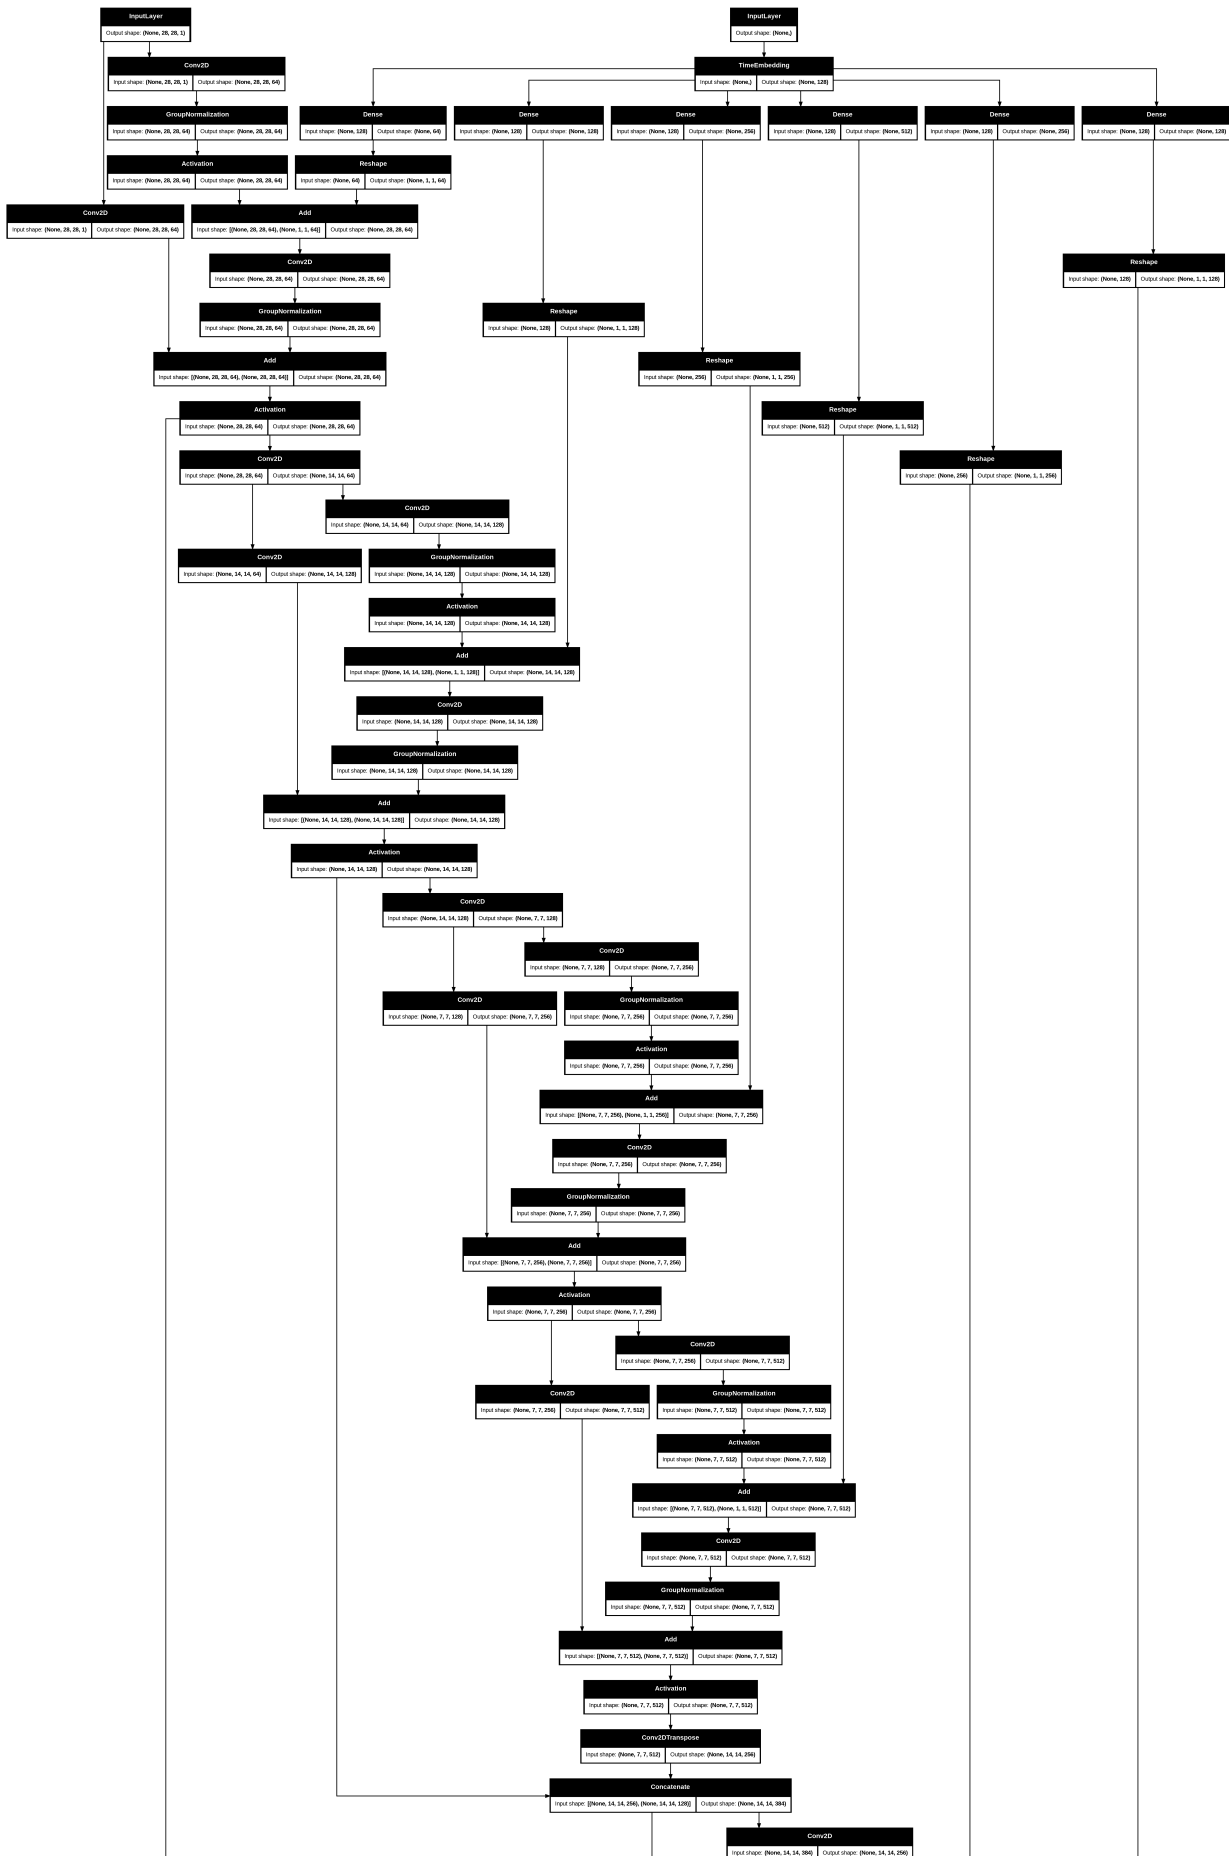 InputLayer InputLayer
Output shape: (None, 28, 28, 1) Output shape: (None,)
Conv2D TimeEmbedding
Input shape: (None, 28, 28, 1) Output shape: (None, 28, 28, 64) Input shape: (None,) Output shape: (None, 128)
GroupNormalization Dense Dense Dense Dense Dense Dense
Input shape: (None, 28, 28, 64) Output shape: (None, 28, 28, 64) Input shape: (None, 128) Output shape: (None, 64) Input shape: (None, 128) Output shape: (None, 128) Input shape: (None, 128) Output shape: (None, 256) Input shape: (None, 128) Output shape: (None, 512) Input shape: (None, 128) Output shape: (None, 256) Input shape: (None, 128) Output shape: (None, 128)
Activation Reshape
Input shape: (None, 28, 28, 64) Output shape: (None, 28, 28, 64) Input shape: (None, 64) Output shape: (None, 1, 1, 64)
Conv2D Add
Input shape: (None, 28, 28, 1) Output shape: (None, 28, 28, 64) Input shape: [(None, 28, 28, 64), (None, 1, 1, 64)] Output shape: (None, 28, 28, 64)
Conv2D Reshape
Input shape: (None, 28, 28, 64) Output shape: (None, 28, 28, 64) Input shape: (None, 128) Output shape: (None, 1, 1, 128)
GroupNormalization Reshape
Input shape: (None, 28, 28, 64) Output shape: (None, 28, 28, 64) Input shape: (None, 128) Output shape: (None, 1, 1, 128)
Add Reshape
Input shape: [(None, 28, 28, 64), (None, 28, 28, 64)] Output shape: (None, 28, 28, 64) Input shape: (None, 256) Output shape: (None, 1, 1, 256)
Activation Reshape
Input shape: (None, 28, 28, 64) Output shape: (None, 28, 28, 64) Input shape: (None, 512) Output shape: (None, 1, 1, 512)
Conv2D Reshape
Input shape: (None, 28, 28, 64) Output shape: (None, 14, 14, 64) Input shape: (None, 256) Output shape: (None, 1, 1, 256)
Conv2D
Input shape: (None, 14, 14, 64) Output shape: (None, 14, 14, 128)
Conv2D GroupNormalization
Input shape: (None, 14, 14, 64) Output shape: (None, 14, 14, 128) Input shape: (None, 14, 14, 128) Output shape: (None, 14, 14, 128)
Activation
Input shape: (None, 14, 14, 128) Output shape: (None, 14, 14, 128)
Add
Input shape: [(None, 14, 14, 128), (None, 1, 1, 128)] Output shape: (None, 14, 14, 128)
Conv2D
Input shape: (None, 14, 14, 128) Output shape: (None, 14, 14, 128)
GroupNormalization
Input shape: (None, 14, 14, 128) Output shape: (None, 14, 14, 128)
Add
Input shape: [(None, 14, 14, 128), (None, 14, 14, 128)] Output shape: (None, 14, 14, 128)
Activation
Input shape: (None, 14, 14, 128) Output shape: (None, 14, 14, 128)
Conv2D
Input shape: (None, 14, 14, 128) Output shape: (None, 7, 7, 128)
Conv2D
Input shape: (None, 7, 7, 128) Output shape: (None, 7, 7, 256)
Conv2D GroupNormalization
Input shape: (None, 7, 7, 128) Output shape: (None, 7, 7, 256) Input shape: (None, 7, 7, 256) Output shape: (None, 7, 7, 256)
Activation
Input shape: (None, 7, 7, 256) Output shape: (None, 7, 7, 256)
Add
Input shape: [(None, 7, 7, 256), (None, 1, 1, 256)] Output shape: (None, 7, 7, 256)
Conv2D
Input shape: (None, 7, 7, 256) Output shape: (None, 7, 7, 256)
GroupNormalization
Input shape: (None, 7, 7, 256) Output shape: (None, 7, 7, 256)
Add
Input shape: [(None, 7, 7, 256), (None, 7, 7, 256)] Output shape: (None, 7, 7, 256)
Activation
Input shape: (None, 7, 7, 256) Output shape: (None, 7, 7, 256)
Conv2D
Input shape: (None, 7, 7, 256) Output shape: (None, 7, 7, 512)
Conv2D GroupNormalization
Input shape: (None, 7, 7, 256) Output shape: (None, 7, 7, 512) Input shape: (None, 7, 7, 512) Output shape: (None, 7, 7, 512)
Activation
Input shape: (None, 7, 7, 512) Output shape: (None, 7, 7, 512)
Add
Input shape: [(None, 7, 7, 512), (None, 1, 1, 512)] Output shape: (None, 7, 7, 512)
Conv2D
Input shape: (None, 7, 7, 512) Output shape: (None, 7, 7, 512)
GroupNormalization
Input shape: (None, 7, 7, 512) Output shape: (None, 7, 7, 512)
Add
Input shape: [(None, 7, 7, 512), (None, 7, 7, 512)] Output shape: (None, 7, 7, 512)
Activation
Input shape: (None, 7, 7, 512) Output shape: (None, 7, 7, 512)
Conv2DTranspose
Input shape: (None, 7, 7, 512) Output shape: (None, 14, 14, 256)
Concatenate
Input shape: [(None, 14, 14, 256), (None, 14, 14, 128)] Output shape: (None, 14, 14, 384)
Conv2D
Input shape: (None, 14, 14, 384) Output shape: (None, 14, 14, 256)